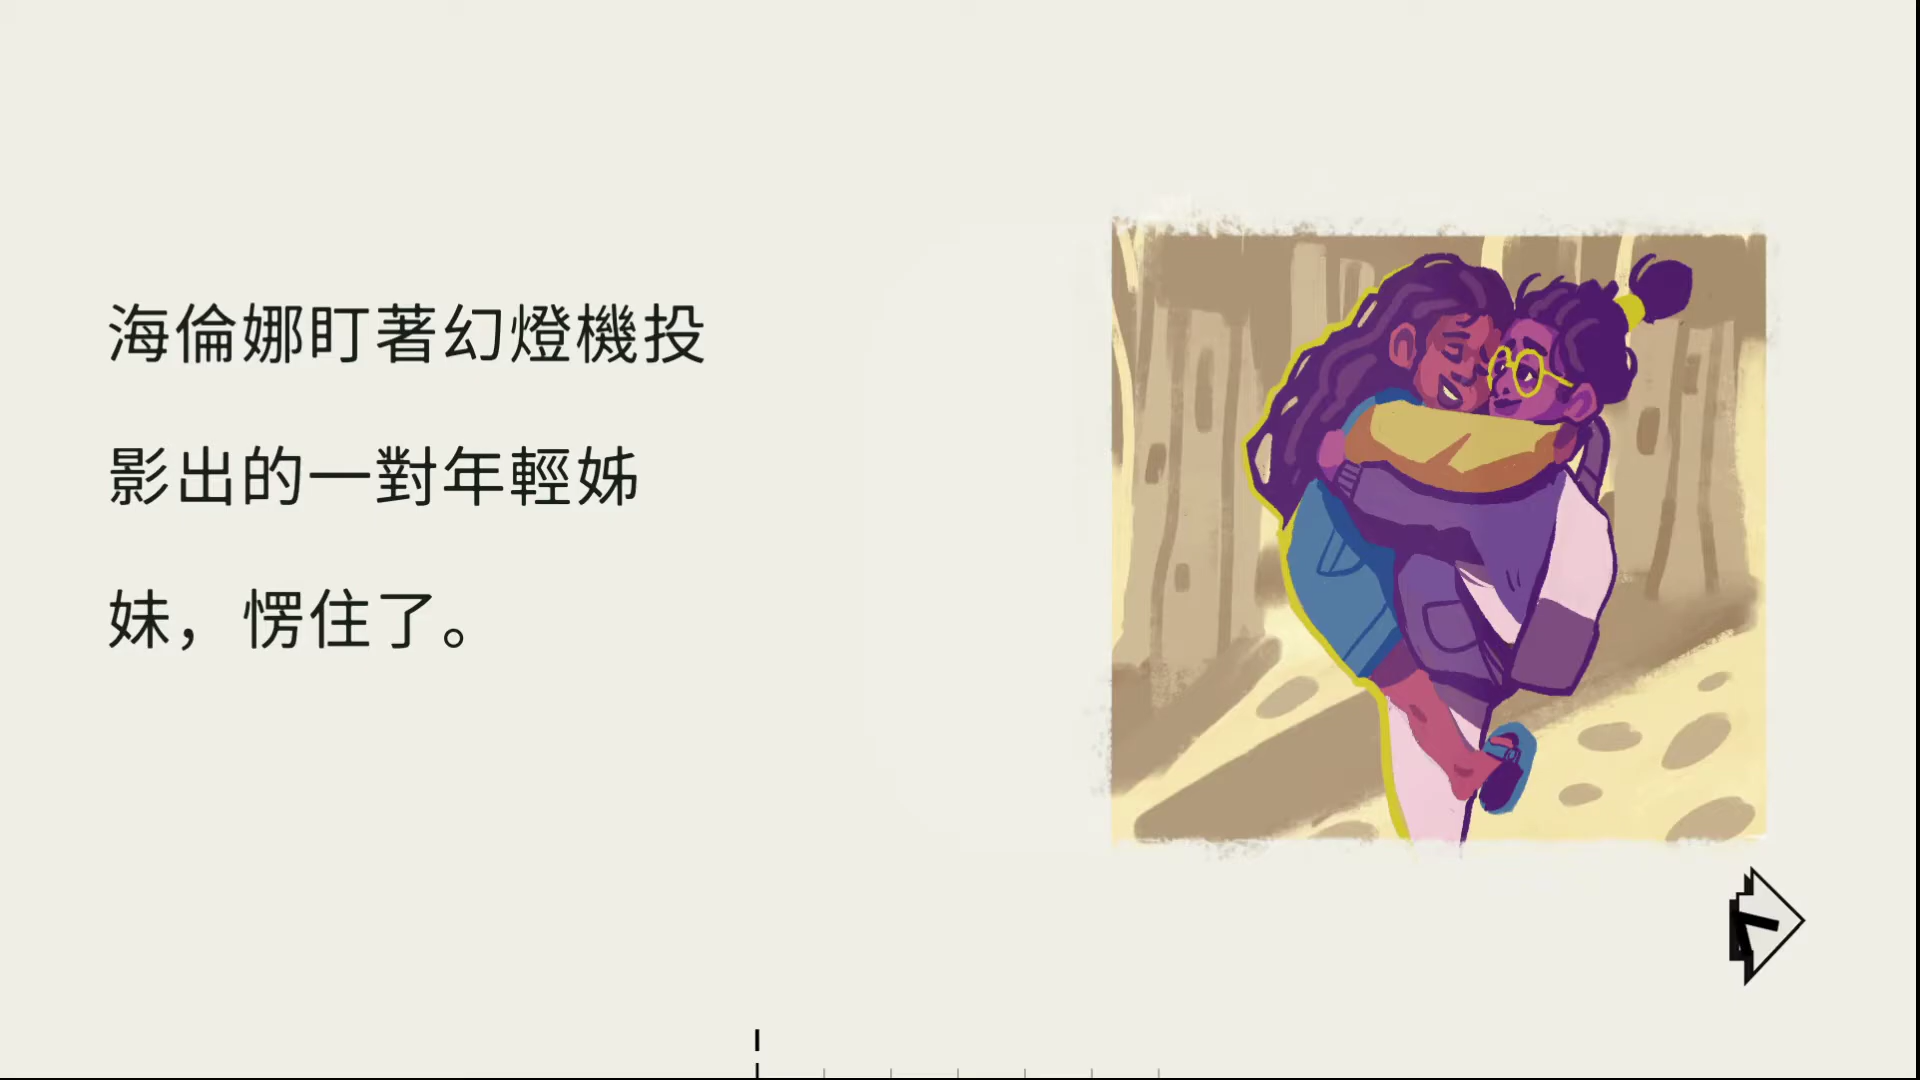 海倫娜盯著幻燈機投
影出的一對年輕姊
妹，愣住了。